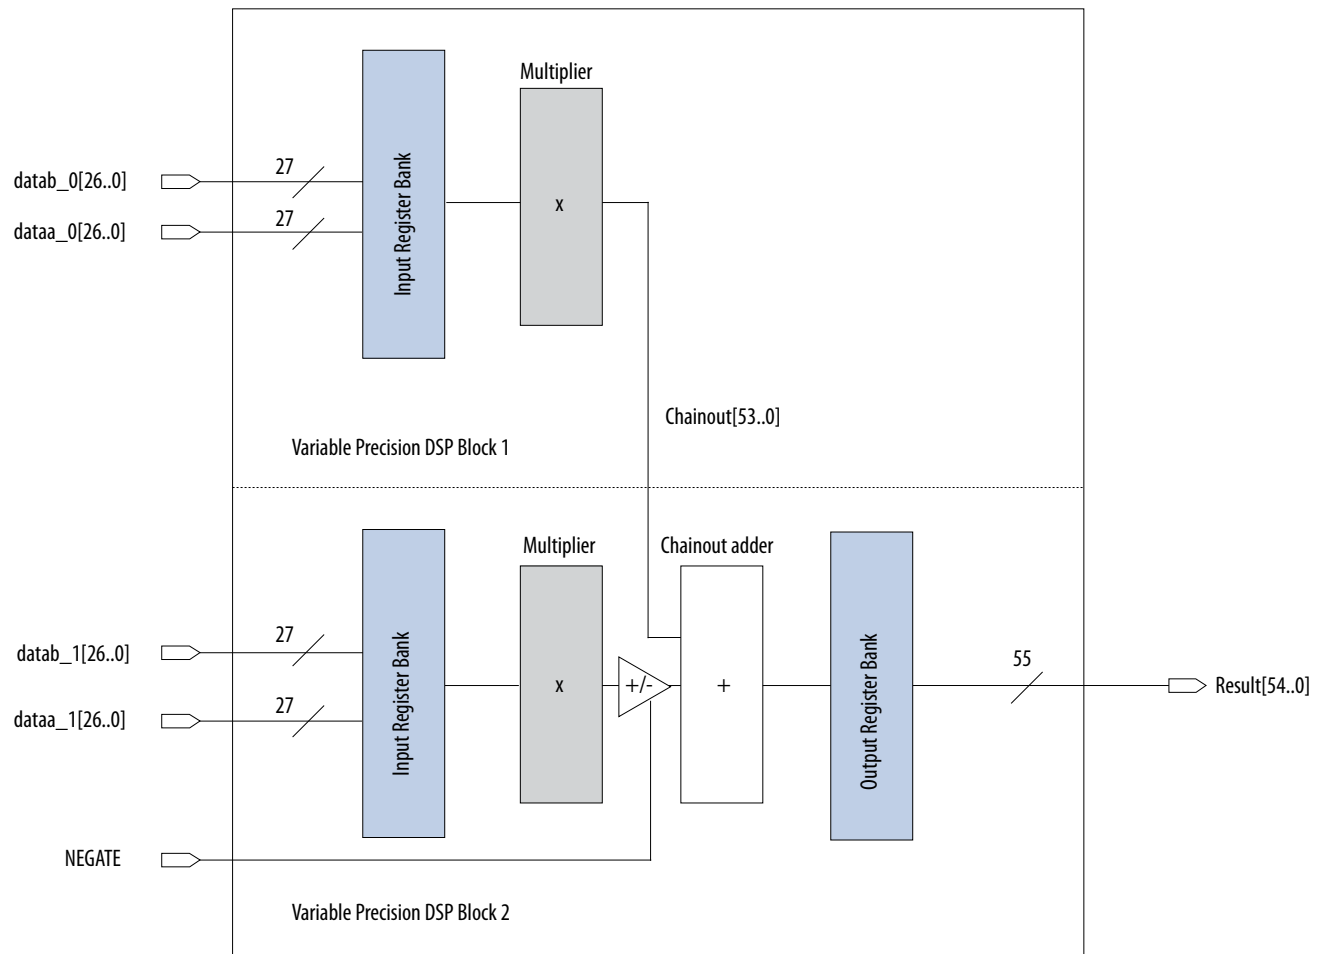 Multiplier
27
datab_0[26..0]
27
dataa_0[26..0]
Input Register Bank
x
Chainout[53..0]
Variable Precision DSP Block 1
Multiplier
Chainout adder
27
datab_1[26..0]
27
dataa_1[26..0]
Input Register Bank
x
+/-
+
Output Register Bank
55
Result[54..0]
NEGATE
Variable Precision DSP Block 2